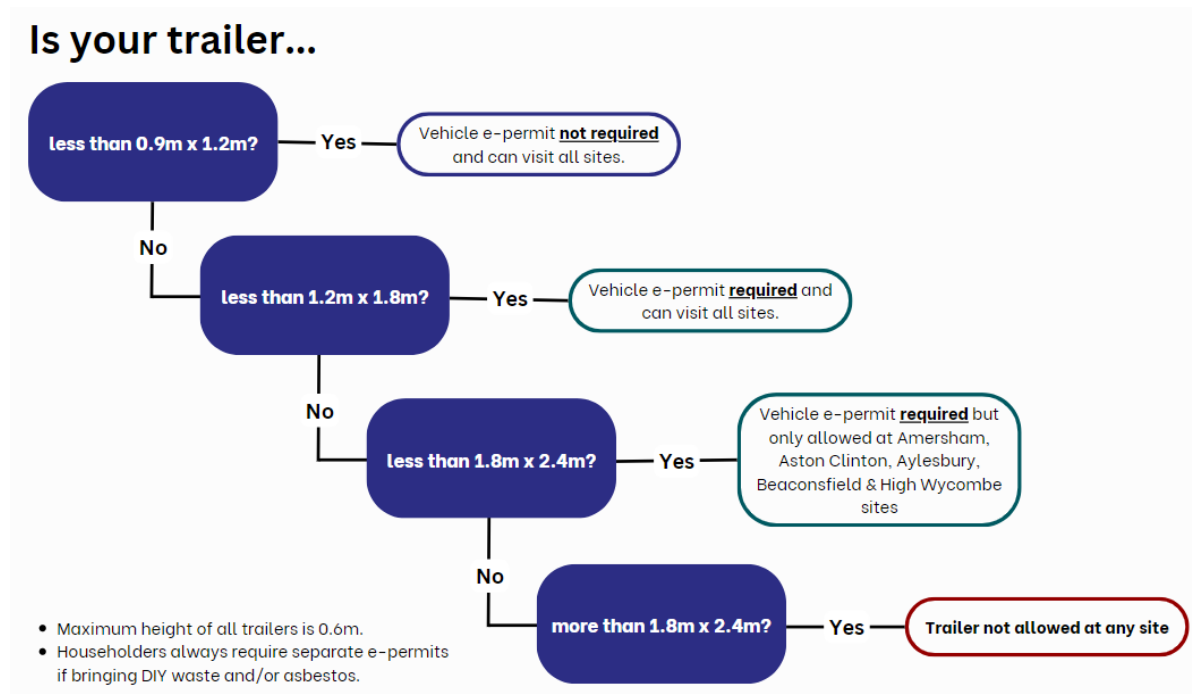 Is your trailer...
less than 0.9m x 1.2m?
Yes
Vehicle e-permit not required
and can visit all sites.
No
less than 1.2m x 1.8m?
Yes
Vehicle e-permit required and
can visit all sites.
No
less than 1.8m x 2.4m?
Yes
Vehicle e-permit required but
only allowed at Amersham,
Aston Clinton, Aylesbury,
Beaconsfield & High Wycombe
sites
No
more than 1.8m x 2.4m?
Yes
Trailer not allowed at any site
• Maximum height of all trailers is 0.6m.
• Householders always require separate e-permits
if bringing DIY waste and/or asbestos.